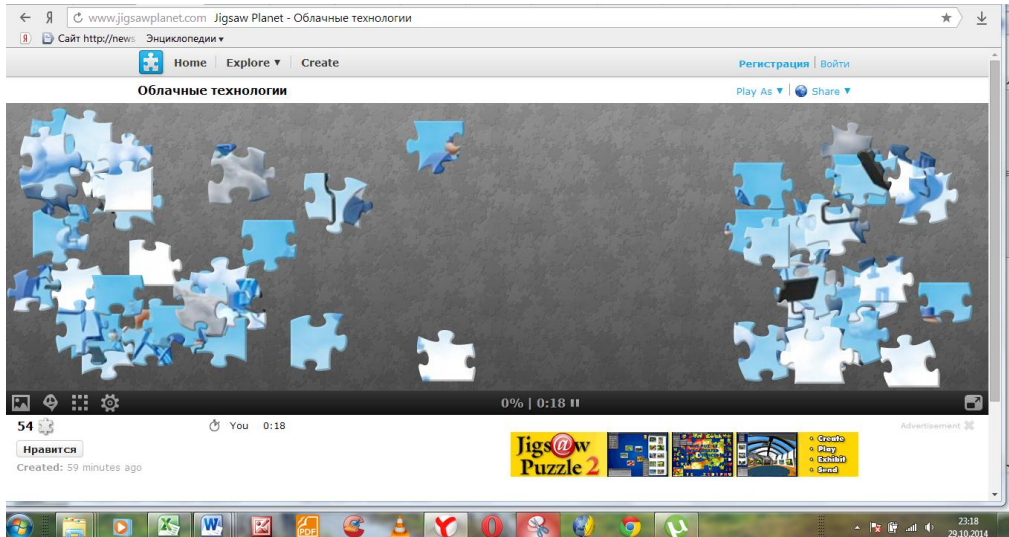 Я www.jigsawplanet.com Jigsaw Planet - Облачные технологии
Я Сайт http://news Энциклопедии ▾
Home Explore ▼ Create Регистрация Войти
Облачные технологии Play As ▼ Share ▼
0% | 0:18
54 You 0:18 Advertisement
Нравится
Created: 59 minutes ago
Jigs@w
Puzzle 2
Create
Play
Exhibit
Send
PDF
23:18
29.10.2014